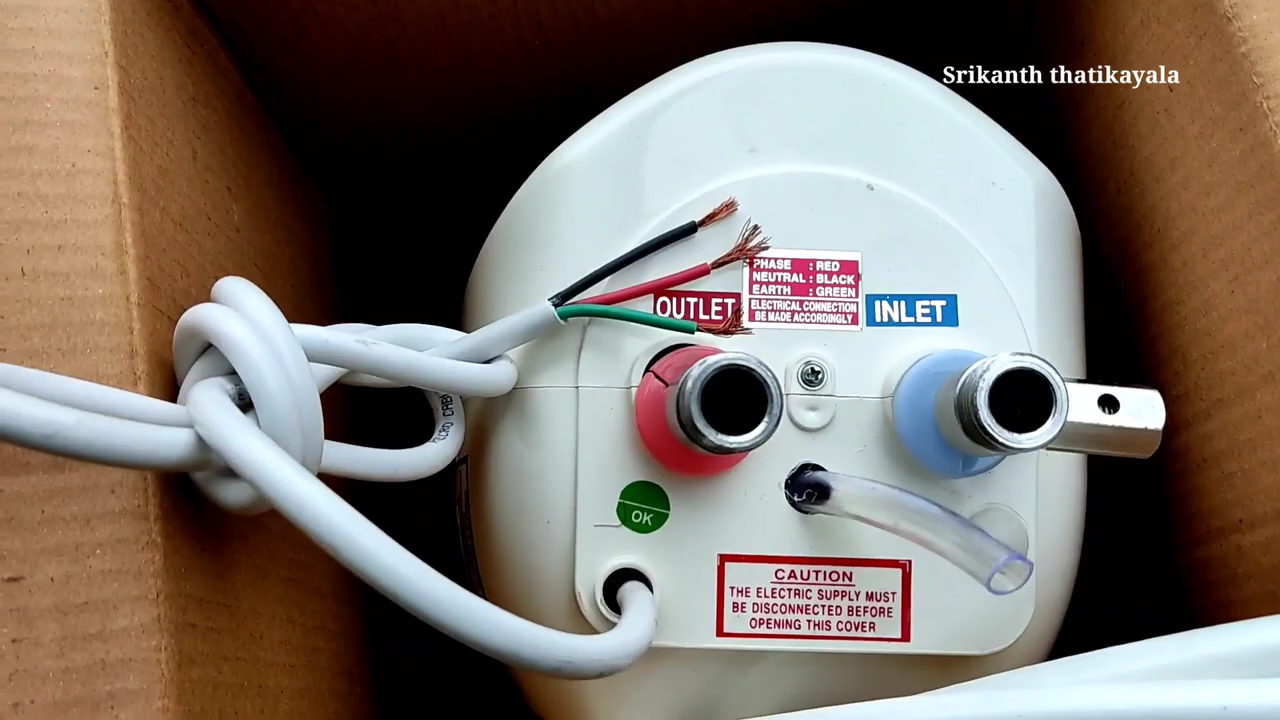 Srikanth thatikayala
PHASE : RED
NEUTRAL : BLACK
EARTH : GREEN
ELECTRICAL CONNECTION
BE MADE ACCORDINGLY
OUTLET
INLET
OK
CAUTION
THE ELECTRIC SUPPLY MUST
BE DISCONNECTED BEFORE
OPENING THIS COVER